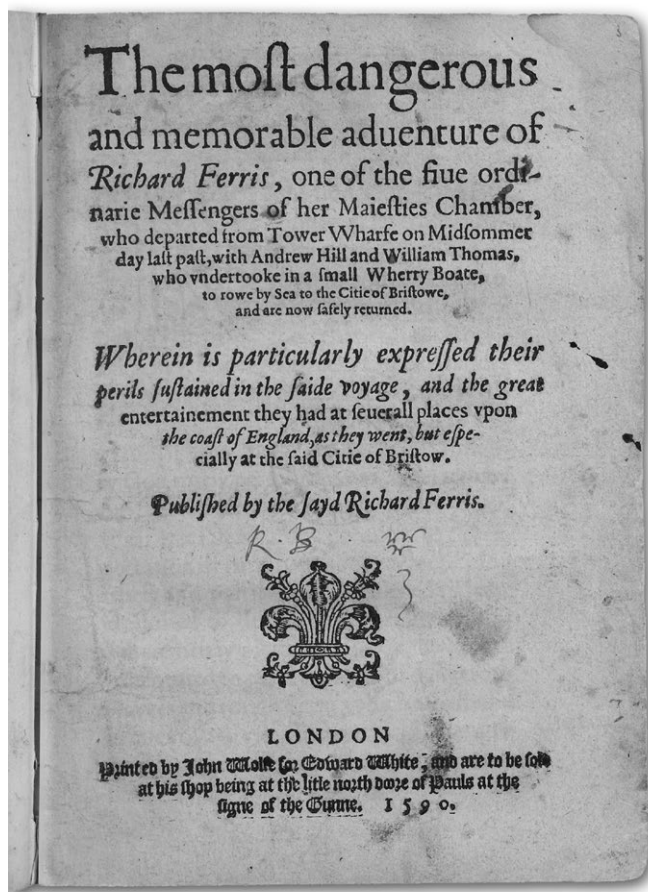 The moſt dangerous
and memorable aduenture of
Richard Ferris, one of the fiue ordi-
narie Meſſengers of her Maieſties Chamber,
who departed from Tower Wharfe on Midſommer
day laſt paſt, with Andrew Hill and William Thomas,
who vndertooke in a ſmall Wherry Boate,
to rowe by Sea to the Citie of Briſtowe,
and are now ſafely returned.
Wherein is particularly expreſſed their
perils ſuſtained in the ſaide voyage, and the great
entertainement they had at ſeuerall places vpon
the coaſt of England, as they went, but eſpe-
cially at the ſaid Citie of Briſtow.
Publiſhed by the ſayd Richard Ferris.
R. B
LONDON
Printed by John Wolfe for Edward White, and are to be ſold
at his ſhop being at the litle north doore of Pauls at the
ſigne of the Gunne. 1590.